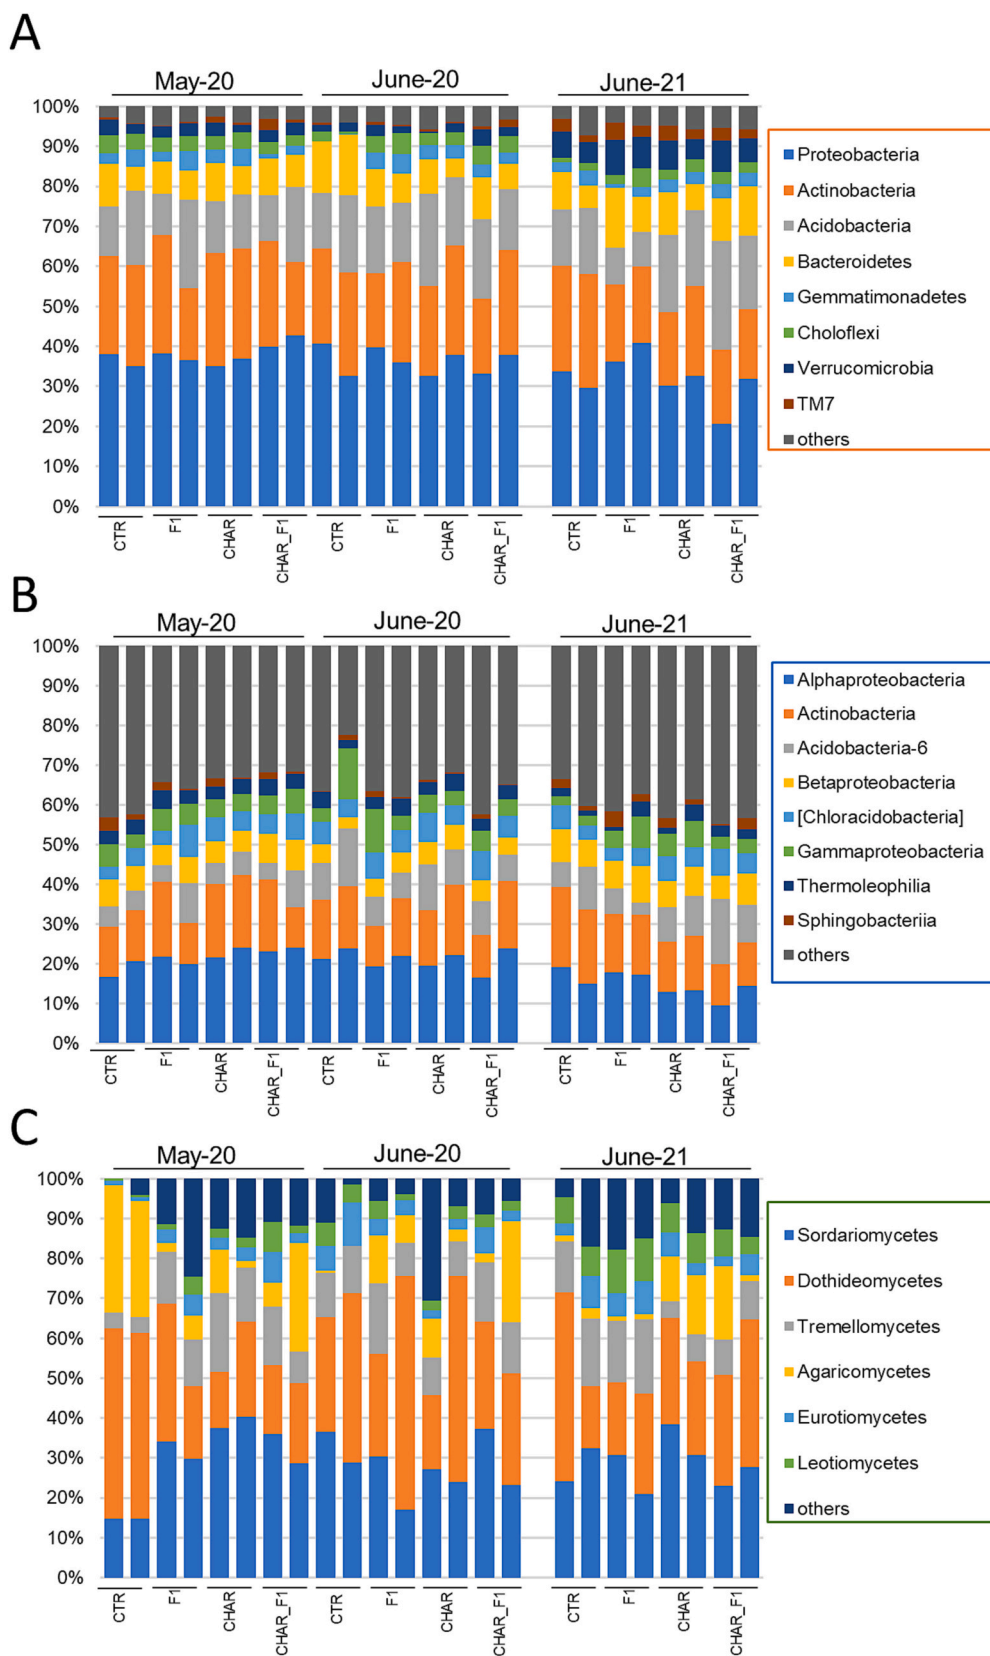 A
May-20
June-20
June-21
100%
90%
80%
70%
60%
50%
40%
30%
20%
10%
0%
CTR
F1
CHAR
CHAR_F1
CTR
F1
CHAR
CHAR_F1
CTR
F1
CHAR
CHAR_F1
Proteobacteria
Actinobacteria
Acidobacteria
Bacteroidetes
Gemmatimonadetes
Choloflexi
Verrucomicrobia
TM7
others
B
May-20
June-20
June-21
100%
90%
80%
70%
60%
50%
40%
30%
20%
10%
0%
CTR
F1
CHAR
CHAR_F1
CTR
F1
CHAR
CHAR_F1
CTR
F1
CHAR
CHAR_F1
Alphaproteobacteria
Actinobacteria
Acidobacteria-6
Betaproteobacteria
[Chloracidobacteria]
Gammaproteobacteria
Thermoleophilia
Sphingobacteriia
others
C
May-20
June-20
June-21
100%
90%
80%
70%
60%
50%
40%
30%
20%
10%
0%
CTR
F1
CHAR
CHAR_F1
CTR
F1
CHAR
CHAR_F1
CTR
F1
CHAR
CHAR_F1
Sordariomycetes
Dothideomycetes
Tremellomycetes
Agaricomycetes
Eurotiomycetes
Leotiomycetes
others